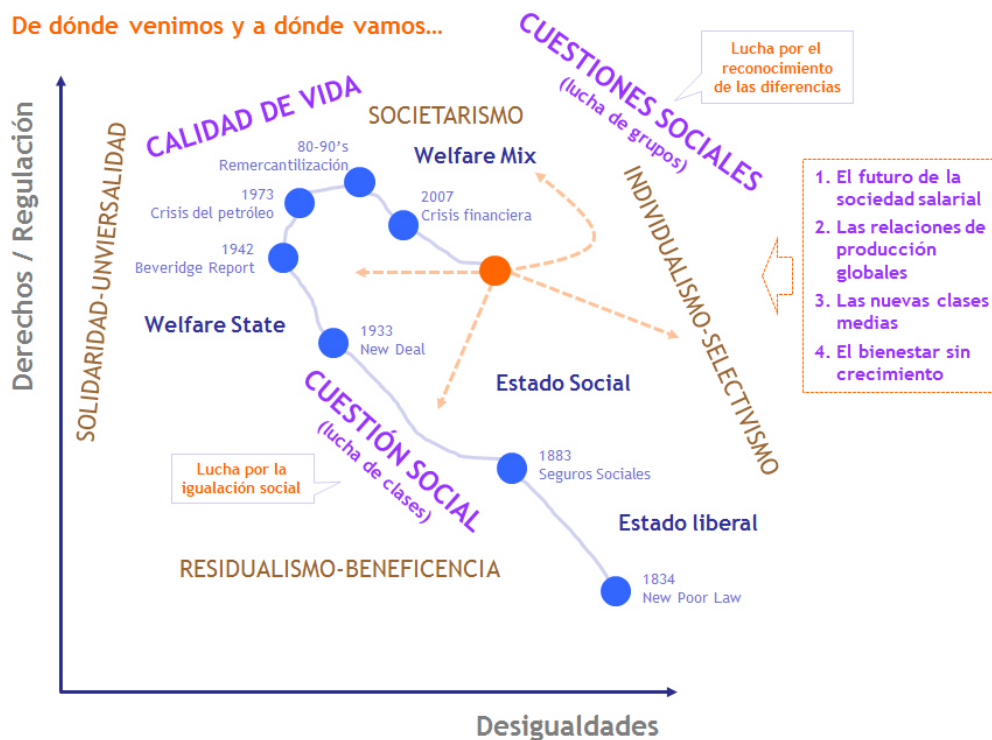 De dónde venimos y a dónde vamos...
CUESTIONES SOCIALES
(lucha de grupos)
Lucha por el
reconocimiento
de las diferencias
Derechos / Regulación
SOLIDARIDAD-UNVIERSALIDAD
CALIDAD DE VIDA
SOCIETARISMO
80-90's
Remercantilización
Welfare Mix
1973
Crisis del petróleo
2007
Crisis financiera
1942
Beveridge Report
INDIVIDUALISMO-SELECTIVISMO
1. El futuro de la
sociedad salarial
2. Las relaciones de
producción
globales
3. Las nuevas clases
medias
4. El bienestar sin
crecimiento
Welfare State
1933
New Deal
Estado Social
CUESTIÓN SOCIAL
(lucha de clases)
Lucha por la
igualación social
1883
Seguros Sociales
Estado liberal
RESIDUALISMO-BENEFICENCIA
1834
New Poor Law
Desigualdades